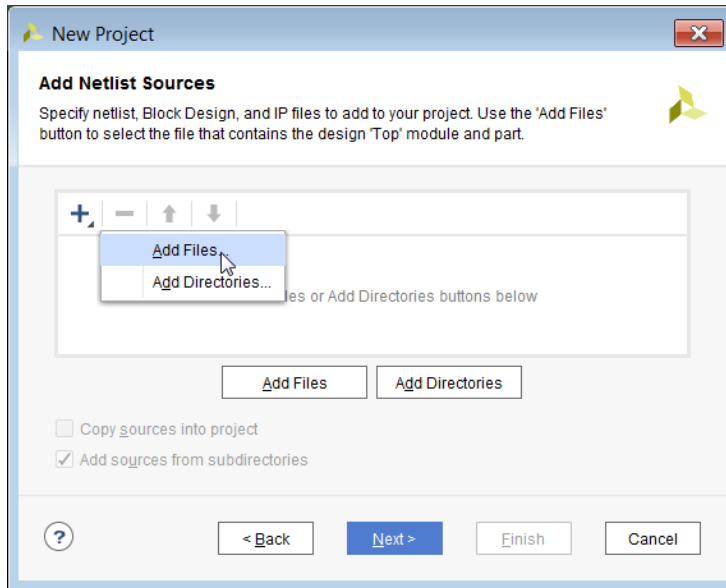 New Project
Add Netlist Sources
Specify netlist, Block Design, and IP files to add to your project. Use the 'Add Files'
button to select the file that contains the design 'Top' module and part.
Add Files...
Add Directories...
or Add Directories buttons below
Add Files
Add Directories
Copy sources into project
Add sources from subdirectories
?
< Back
Next >
Finish
Cancel